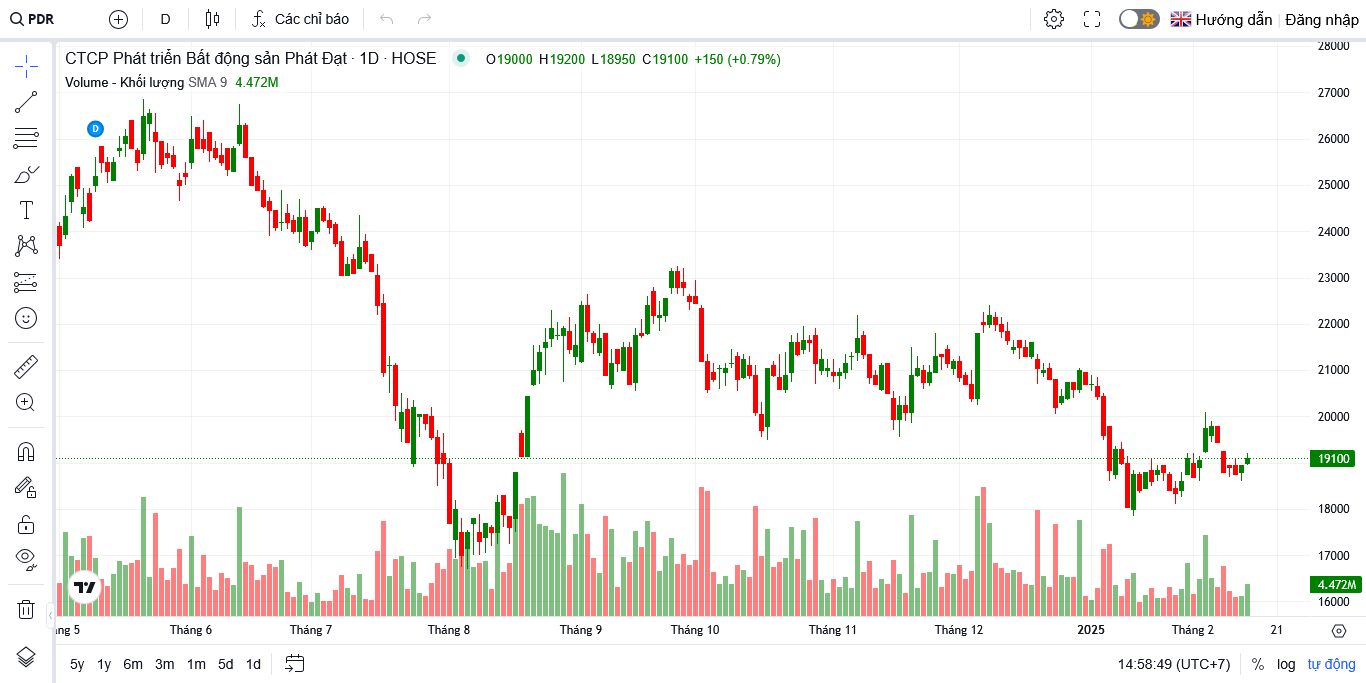 PDR D Các chỉ báo Hướng dẫn Đăng nhập
CTCP Phát triển Bất động sản Phát Đạt · 1D · HOSE O19000 H19200 L18950 C19100 +150 (+0.79%)
Volume - Khối lượng SMA 9 4.472M
D
28000
27000
26000
25000
24000
23000
22000
21000
20000
19100
18000
17000
4.472M
16000
ng 5 Tháng 6 Tháng 7 Tháng 8 Tháng 9 Tháng 10 Tháng 11 Tháng 12 2025 Tháng 2 21
5y 1y 6m 3m 1m 5d 1d 14:58:49 (UTC+7) % log tự động